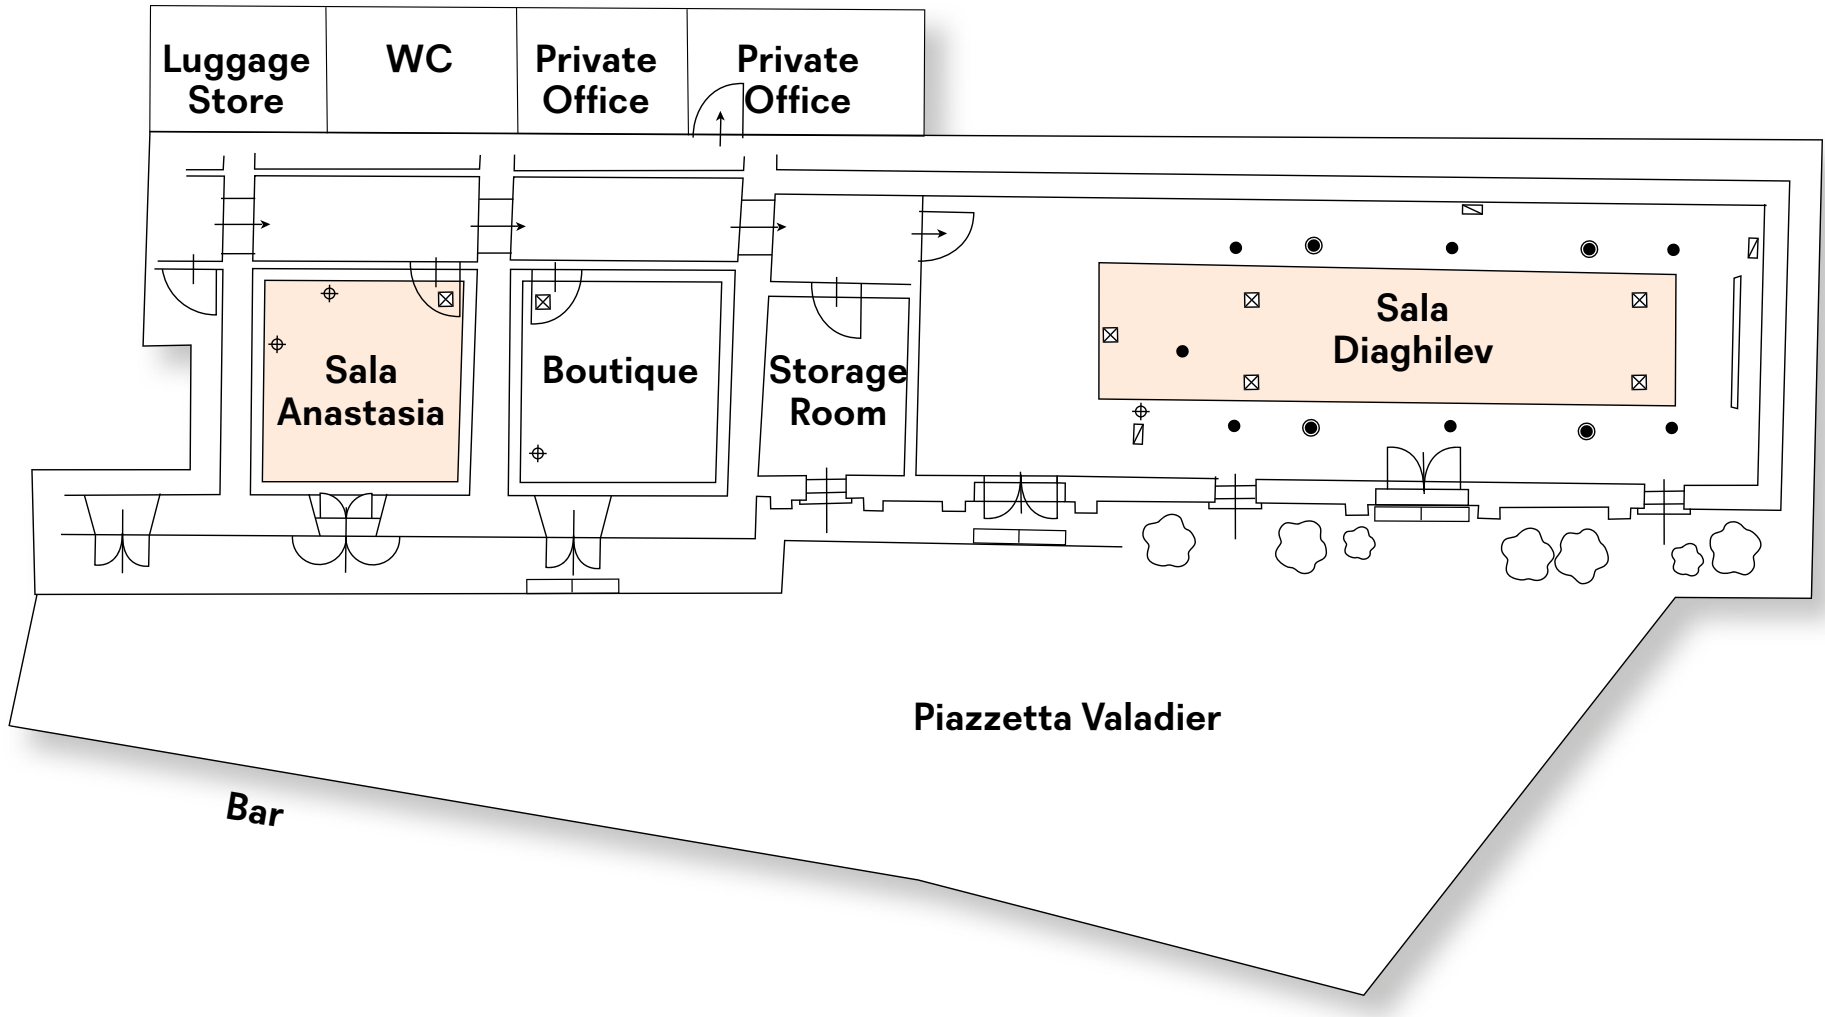 Luggage
Store
WC
Private
Office
Private
Office
Sala
Anastasia
Boutique
Storage
Room
Sala
Diaghilev
Piazzetta Valadier
Bar